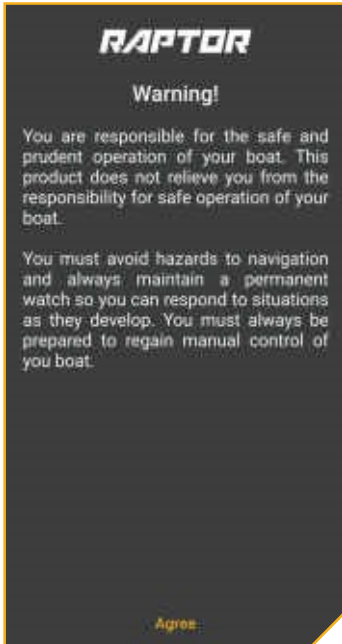 RAPTOR
Warning!
You are responsible for the safe and
prudent operation of your boat. This
product does not relieve you from the
responsibility for safe operation of your
boat.
You must avoid hazards to navigation
and always maintain a permanent
watch so you can respond to situations
as they develop. You must always be
prepared to regain manual control of
you boat.
Agree